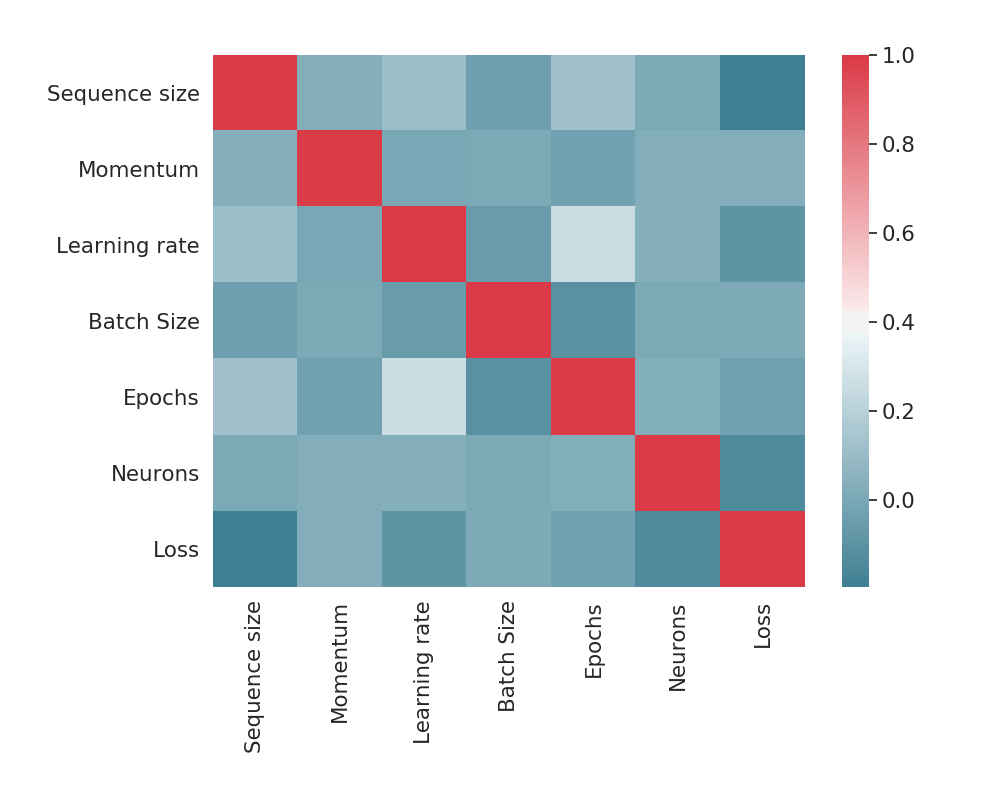 Sequence size
Momentum
Learning rate
Batch Size
Epochs
Neurons
Loss
Sequence size
Momentum
Learning rate
Batch Size
Epochs
Neurons
Loss
1.0
0.8
0.6
0.4
0.2
0.0